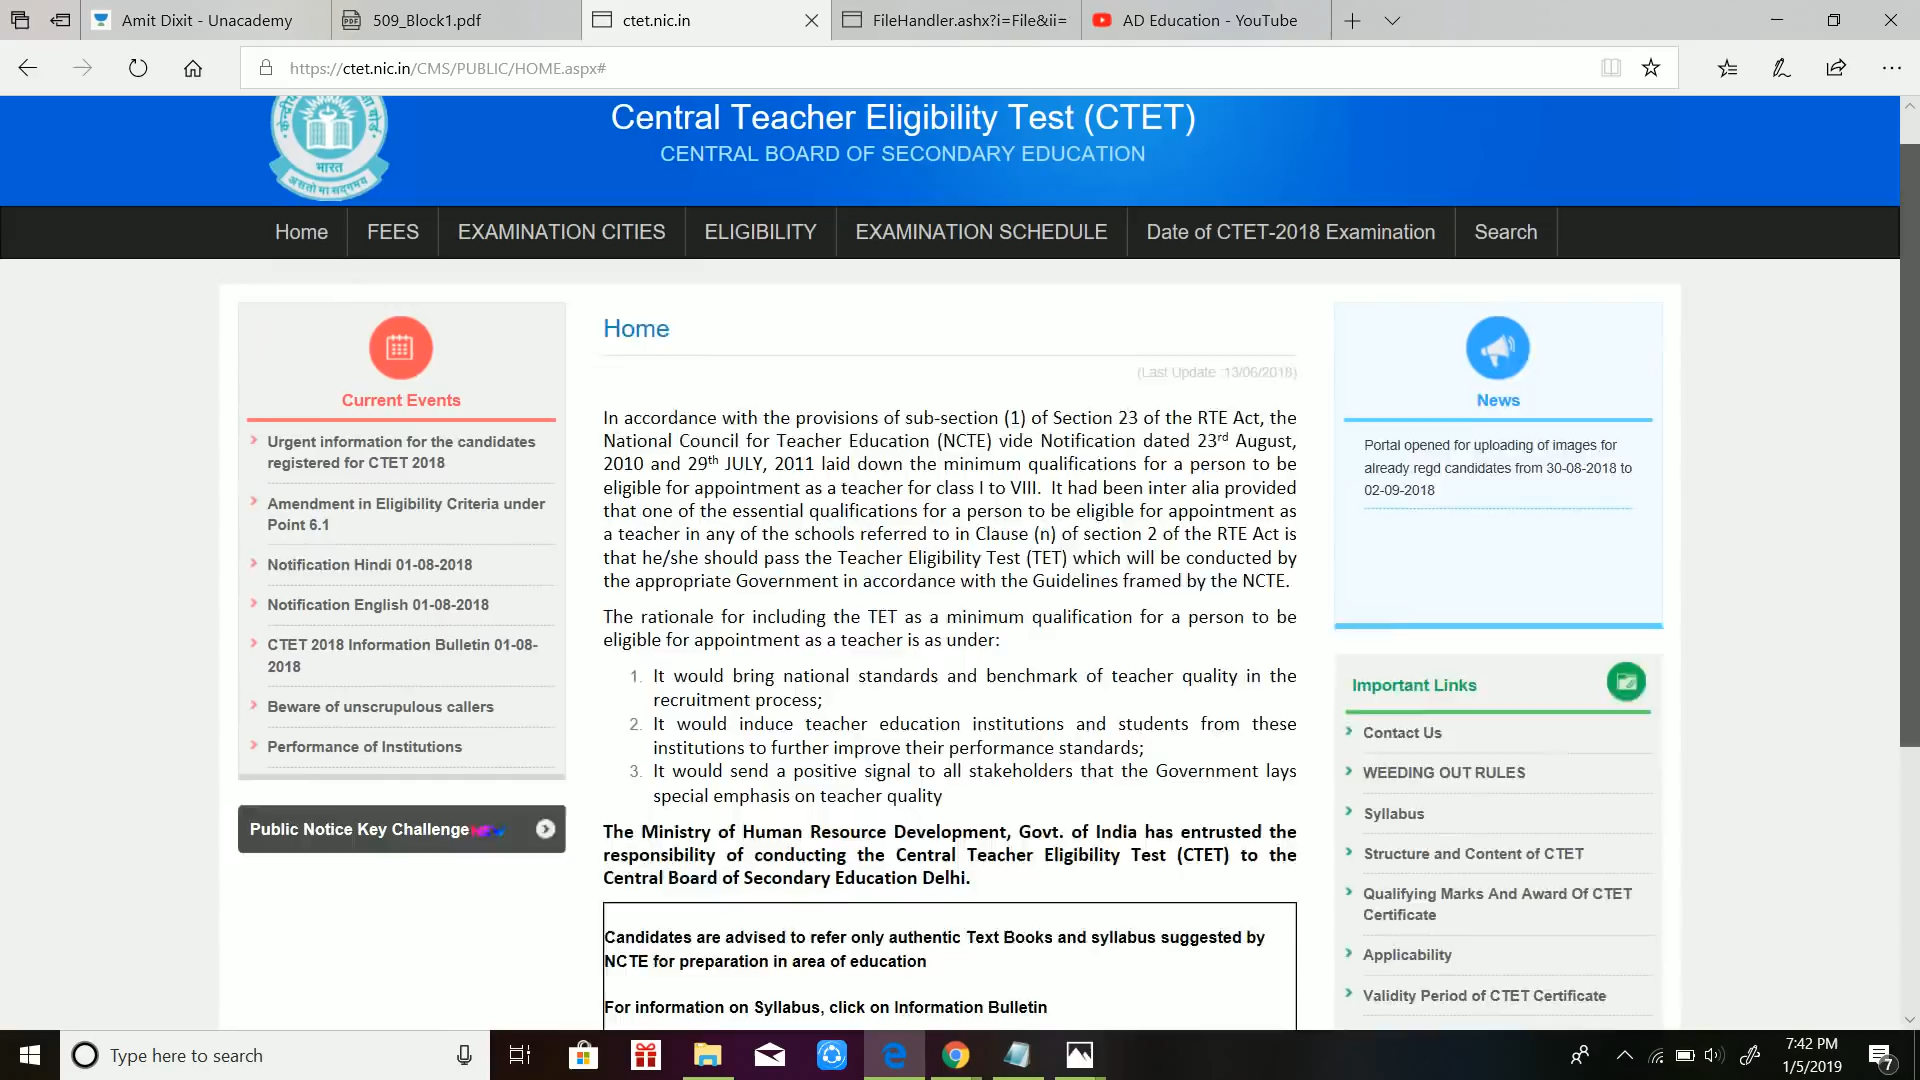 Amit Dixit - Unacademy
509_Block1.pdf
ctet.nic.in
FileHandler.ashx?i=File&ii=
AD Education - YouTube
https://ctet.nic.in/CMS/PUBLIC/HOME.aspx#
भारत
असतो मा सद्गमय
Central Teacher Eligibility Test (CTET)
CENTRAL BOARD OF SECONDARY EDUCATION
Home
FEES
EXAMINATION CITIES
ELIGIBILITY
EXAMINATION SCHEDULE
Date of CTET-2018 Examination
Search
Current Events
Urgent information for the candidates
registered for CTET 2018
Amendment in Eligibility Criteria under
Point 6.1
Notification Hindi 01-08-2018
Notification English 01-08-2018
CTET 2018 Information Bulletin 01-08-
2018
Beware of unscrupulous callers
Performance of Institutions
Public Notice Key Challenge NEW
Home
(Last Update :13/06/2018)
In accordance with the provisions of sub-section (1) of Section 23 of the RTE Act, the
National Council for Teacher Education (NCTE) vide Notification dated 23rd August,
2010 and 29th JULY, 2011 laid down the minimum qualifications for a person to be
eligible for appointment as a teacher for class I to VIII. It had been inter alia provided
that one of the essential qualifications for a person to be eligible for appointment as
a teacher in any of the schools referred to in Clause (n) of section 2 of the RTE Act is
that he/she should pass the Teacher Eligibility Test (TET) which will be conducted by
the appropriate Government in accordance with the Guidelines framed by the NCTE.
The rationale for including the TET as a minimum qualification for a person to be
eligible for appointment as a teacher is as under:
1. It would bring national standards and benchmark of teacher quality in the
recruitment process;
2. It would induce teacher education institutions and students from these
institutions to further improve their performance standards;
3. It would send a positive signal to all stakeholders that the Government lays
special emphasis on teacher quality
The Ministry of Human Resource Development, Govt. of India has entrusted the
responsibility of conducting the Central Teacher Eligibility Test (CTET) to the
Central Board of Secondary Education Delhi.
Candidates are advised to refer only authentic Text Books and syllabus suggested by
NCTE for preparation in area of education
For information on Syllabus, click on Information Bulletin
News
Portal opened for uploading of images for
already regd candidates from 30-08-2018 to
02-09-2018
Important Links
Contact Us
WEEDING OUT RULES
Syllabus
Structure and Content of CTET
Qualifying Marks And Award Of CTET
Certificate
Applicability
Validity Period of CTET Certificate
Type here to search
7:42 PM
1/5/2019
7